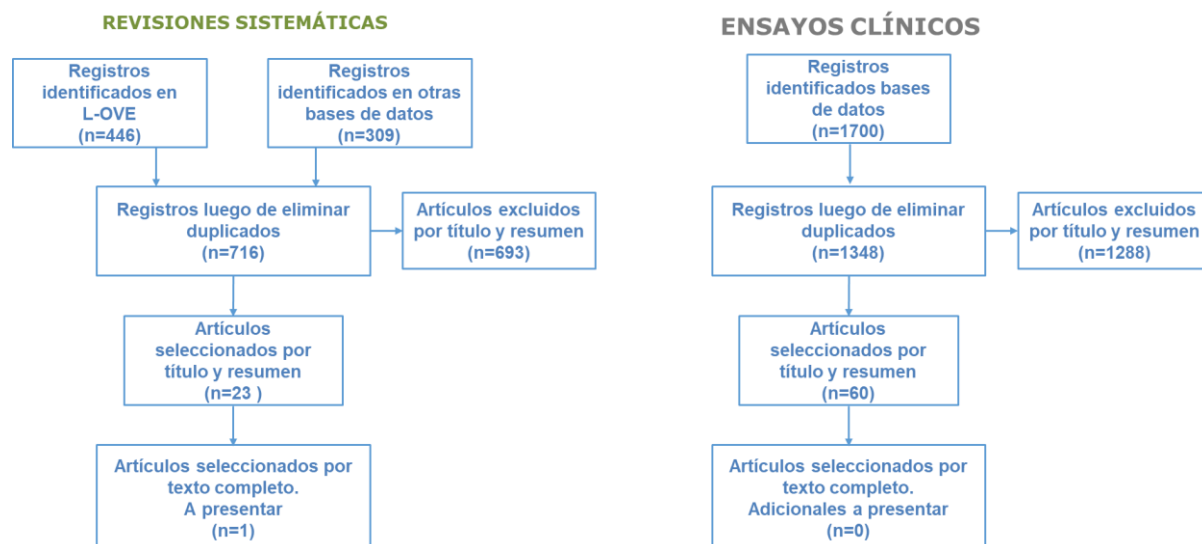 REVISIONES SISTEMÁTICAS
Registros
identificados en
L-OVE
(n=446)
Registros
identificados en otras
bases de datos
(n=309)
Registros luego de eliminar
duplicados
(n=716)
Artículos excluidos
por título y resumen
(n=693)
Artículos
seleccionados por
título y resumen
(n=23 )
Artículos seleccionados por
texto completo.
A presentar
(n=1)
ENSAYOS CLÍNICOS
Registros
identificados bases
de datos
(n=1700)
Registros luego de eliminar
duplicados
(n=1348)
Artículos excluidos
por título y resumen
(n=1288)
Artículos
seleccionados por
título y resumen
(n=60)
Artículos seleccionados por
texto completo.
Adicionales a presentar
(n=0)